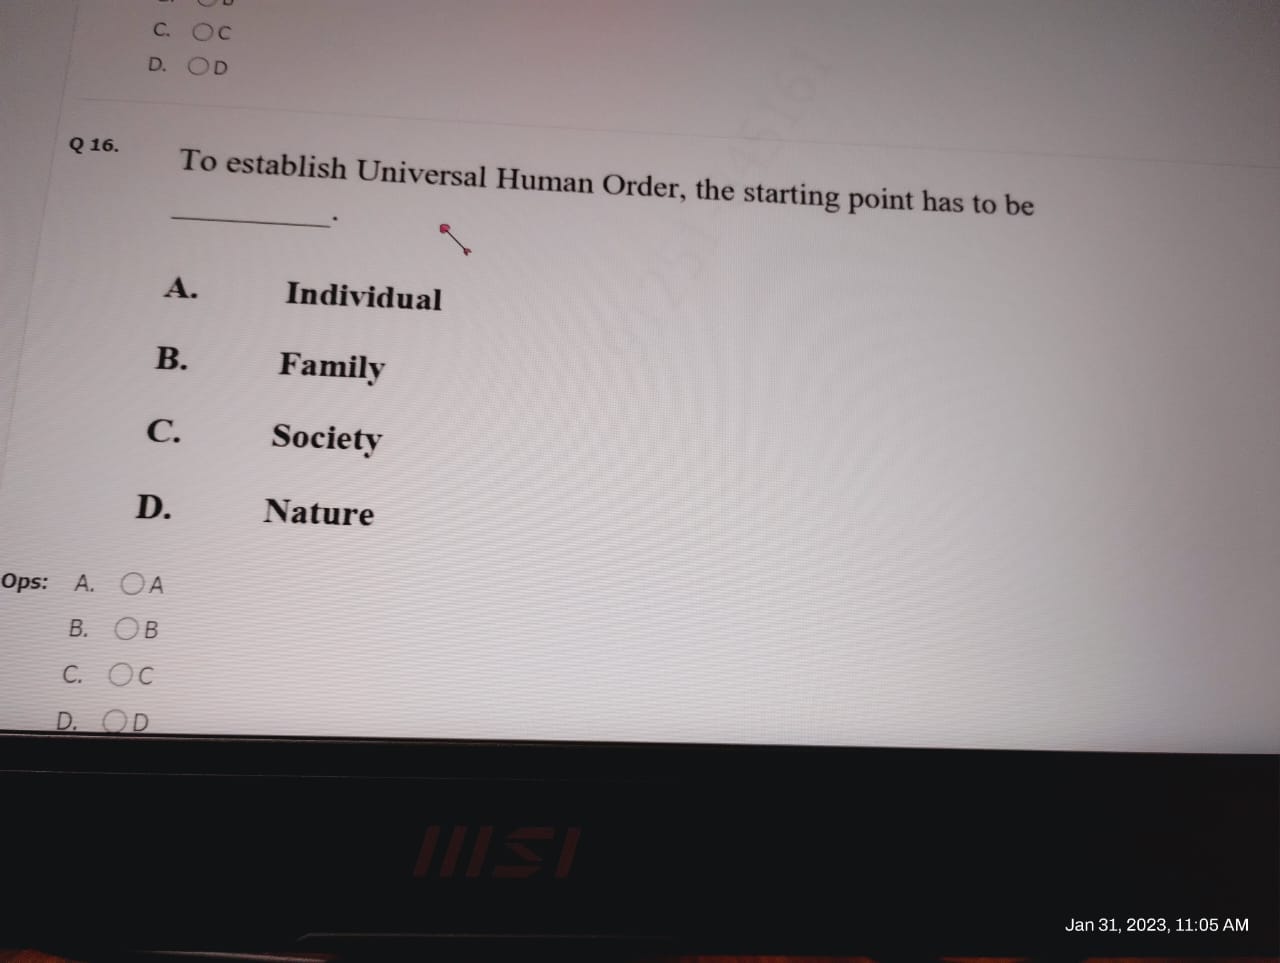 C. C
D. D
Q 16.
To establish Universal Human Order, the starting point has to be
__________.
A. Individual
B. Family
C. Society
D. Nature
Ops: A. A
B. B
C. C
D. D
msi
Jan 31, 2023, 11:05 AM